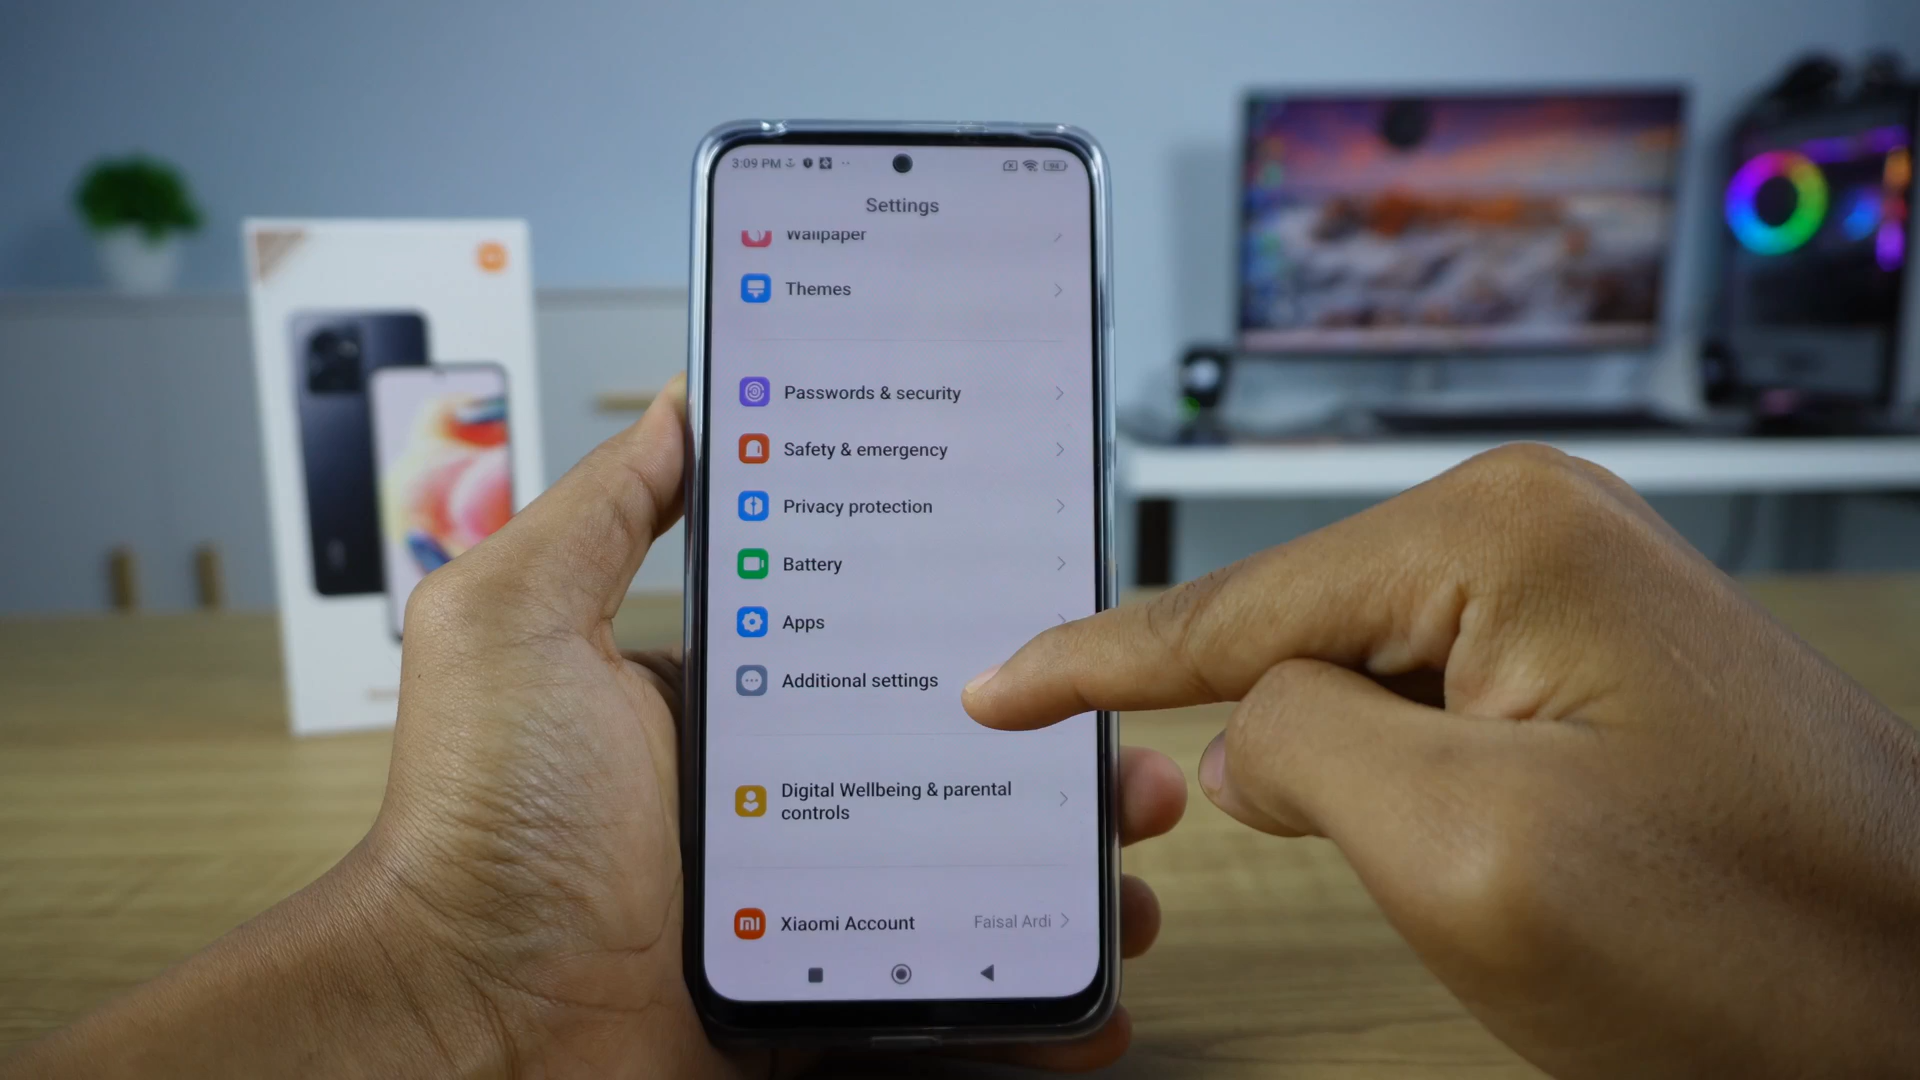 3:09 PM
Settings
Wallpaper
Themes
Passwords & security
Safety & emergency
Privacy protection
Battery
Apps
Additional settings
Digital Wellbeing & parental
controls
mi
Xiaomi Account
Faisal Ardi